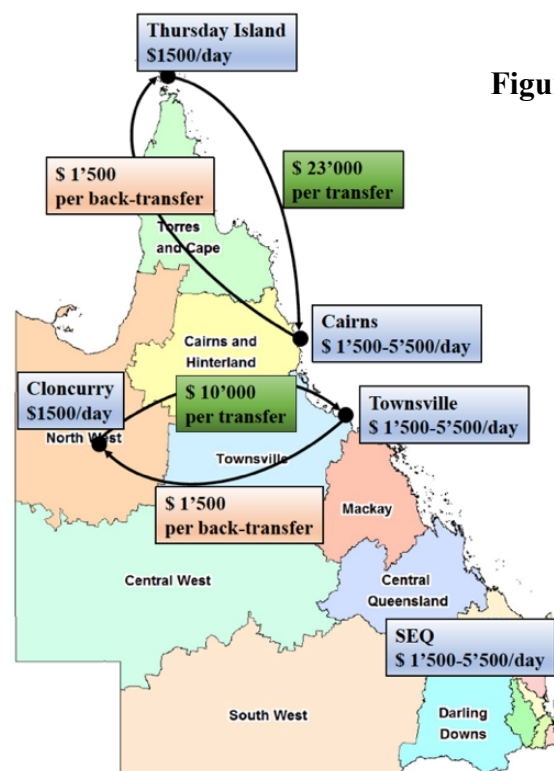 Thursday Island
$1500/day
Figu
$ 1'500
per back-transfer
$ 23'000
per transfer
Torres
and Cape
Cairns
$ 1'500-5'500/day
Cairns and
Hinterland
Cloncurry
$1500/day
$ 10'000
per transfer
Townsville
$ 1'500-5'500/day
North West
Townsville
$ 1'500
per back-transfer
Mackay
Central West
Central
Queensland
SEQ
$ 1'500-5'500/day
South West
Darling
Downs